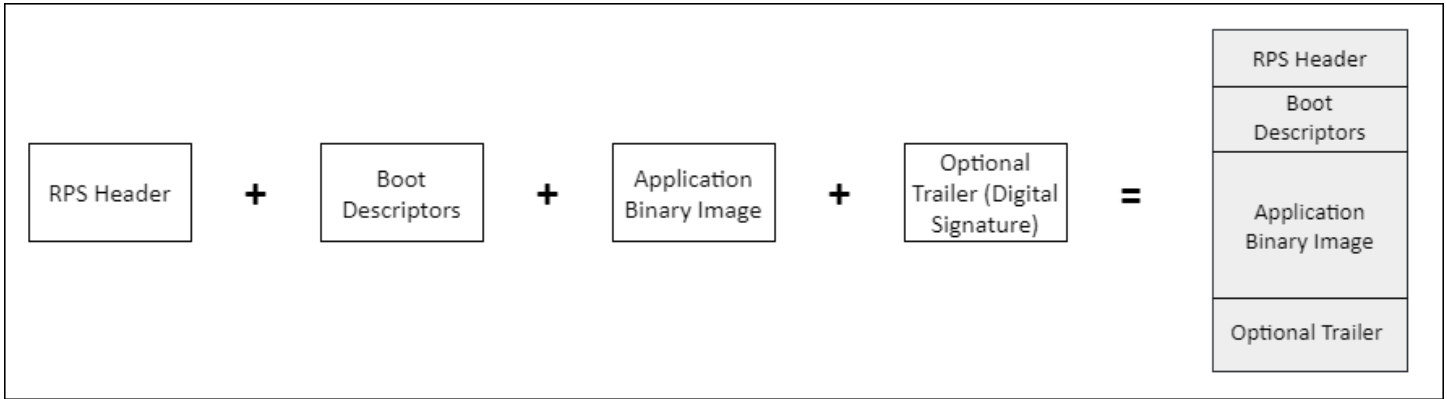 RPS Header
+
Boot
Descriptors
+
Application
Binary Image
+
Optional
Trailer (Digital
Signature)
=
RPS Header
Boot
Descriptors
Application
Binary Image
Optional Trailer